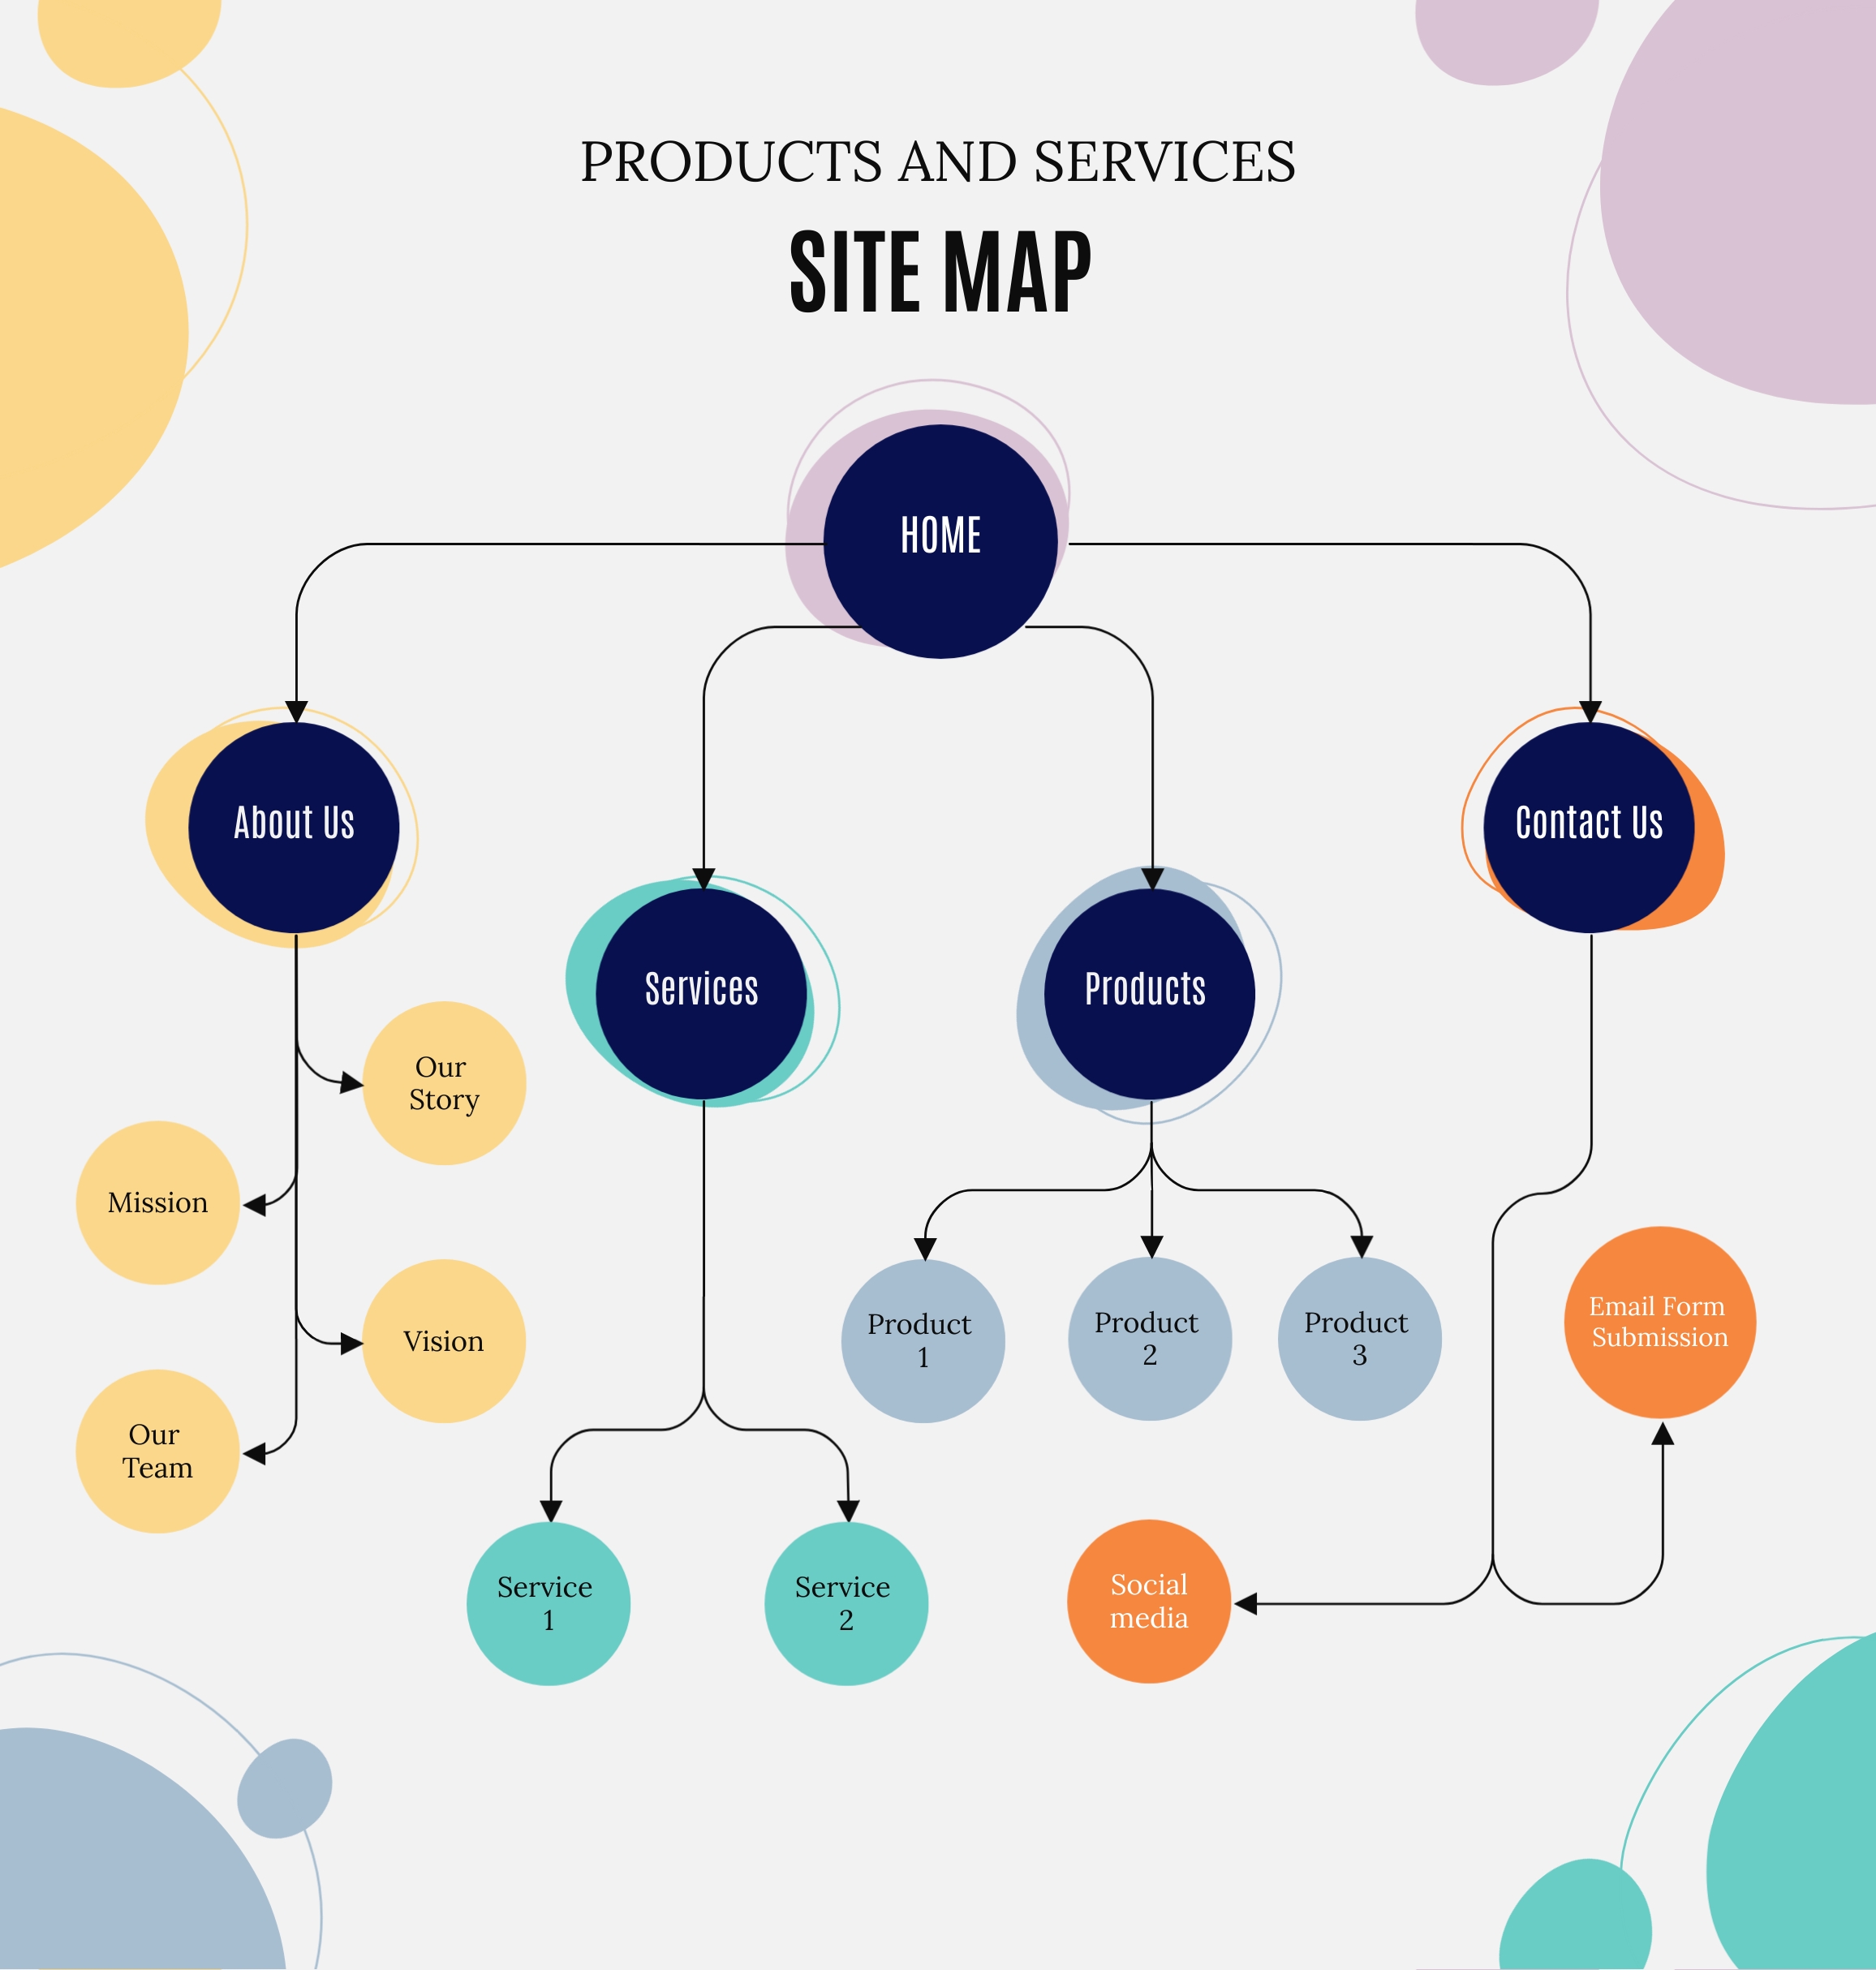 PRODUCTS AND SERVICES
SITE MAP
HOME
About Us
Contact Us
Services
Products
Our
Story
Mission
Vision
Our
Team
Product
1
Product
2
Product
3
Email Form
Submission
Service
1
Service
2
Social
media